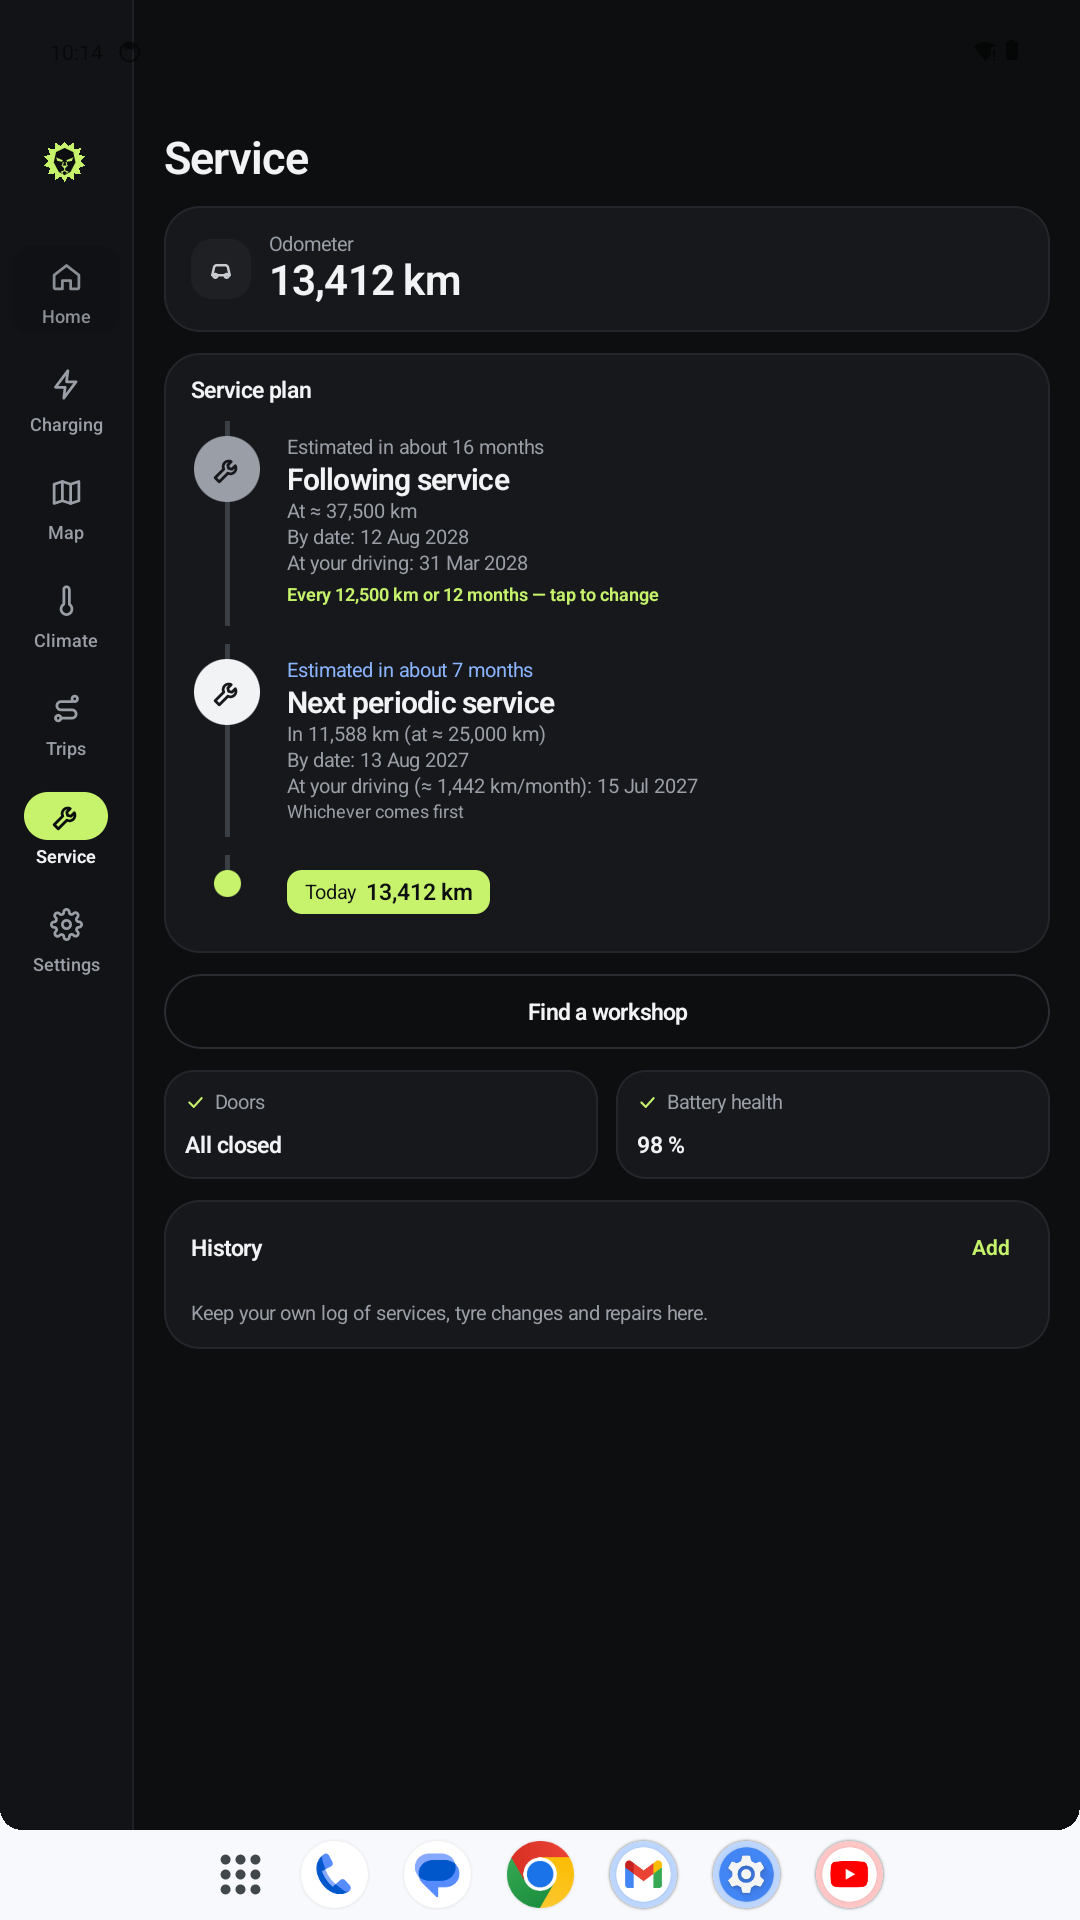 10:14
Service
Odometer
13,412 km
Home
Charging
Map
Climate
Trips
Service
Settings
Service plan
Estimated in about 16 months
Following service
At ≈ 37,500 km
By date: 12 Aug 2028
At your driving: 31 Mar 2028
Every 12,500 km or 12 months — tap to change
Estimated in about 7 months
Next periodic service
In 11,588 km (at ≈ 25,000 km)
By date: 13 Aug 2027
At your driving (≈ 1,442 km/month): 15 Jul 2027
Whichever comes first
Today 13,412 km
Find a workshop
Doors
All closed
Battery health
98 %
History
Add
Keep your own log of services, tyre changes and repairs here.